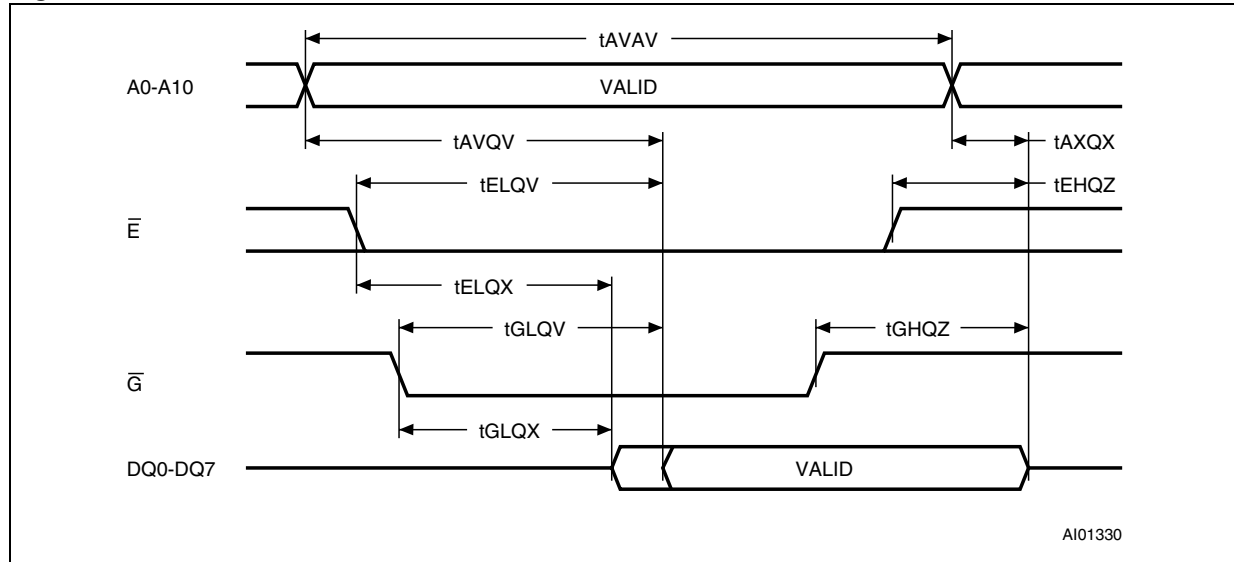 tAVAV
A0-A10
VALID
tAVQV
tAXQX
tELQV
tEHQZ
E̅
tELQX
tGLQV
tGHQZ
G̅
tGLQX
DQ0-DQ7
VALID
AI01330